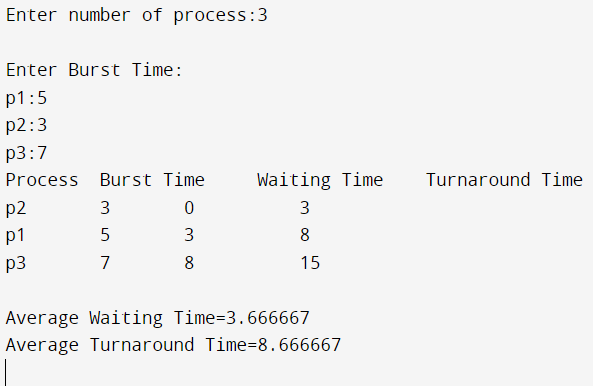 Enter number of process:3
Enter Burst Time:
p1:5
p2:3
p3:7
Process  Burst Time     Waiting Time    Turnaround Time
p2       3       0          3
p1       5       3          8
p3       7       8          15
Average Waiting Time=3.666667
Average Turnaround Time=8.666667